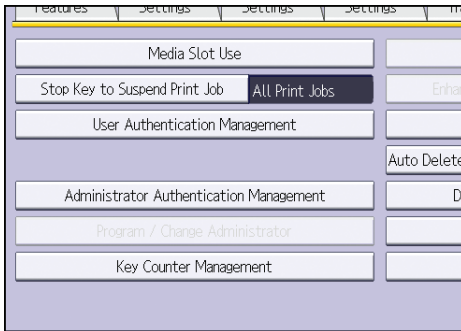 Features Settings Settings Settings
Media Slot Use
Stop Key to Suspend Print Job All Print Jobs
User Authentication Management
Auto Delete
Administrator Authentication Management D
Program / Change Administrator
Key Counter Management